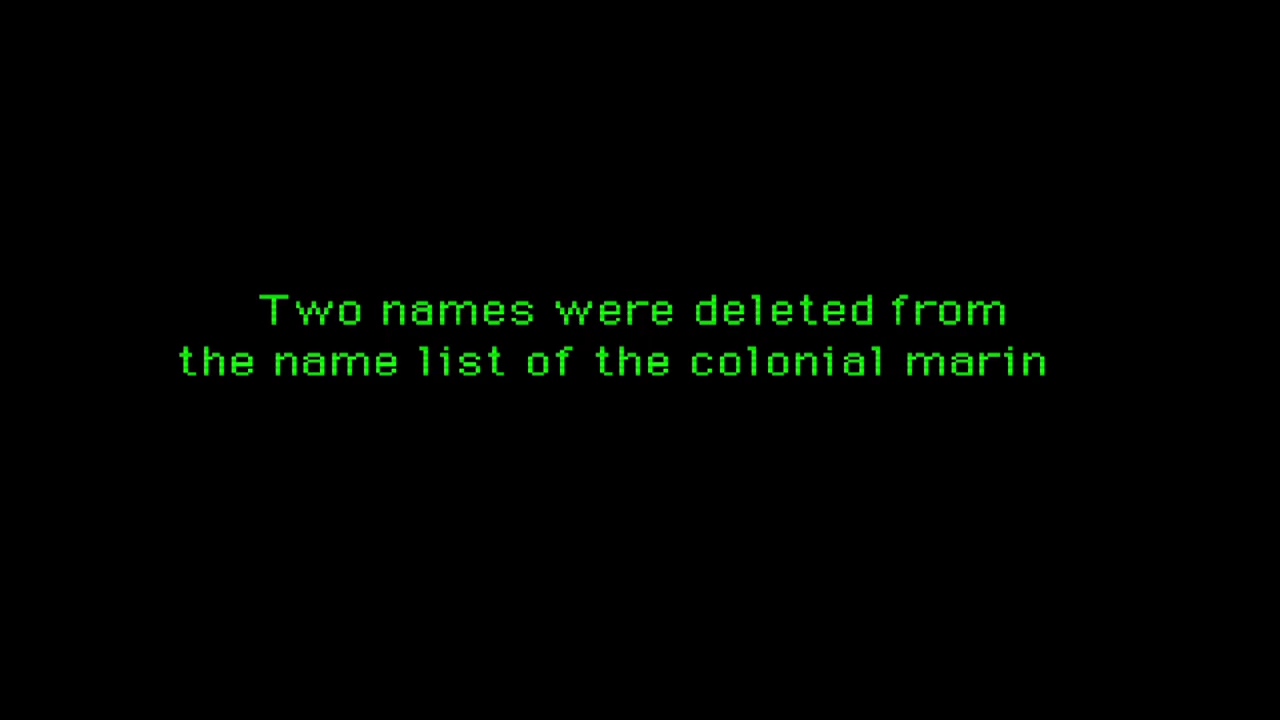 Two names were deleted from
the name list of the colonial marin